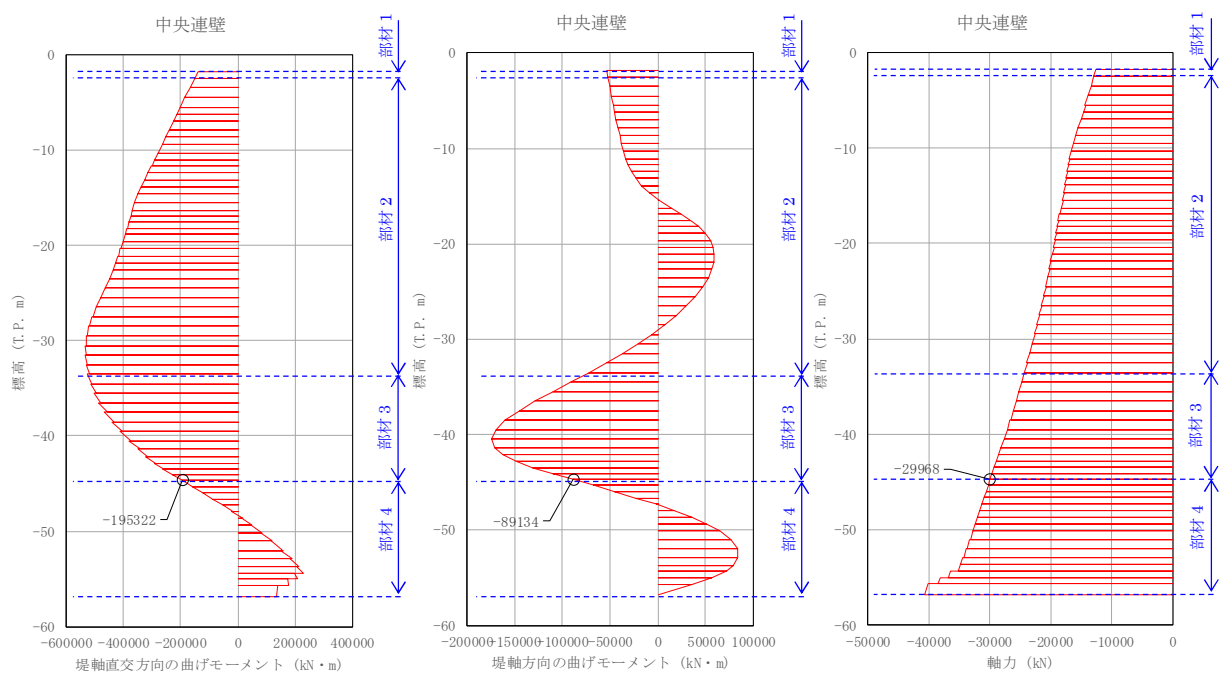 中央連壁
部材 1
部材 2
部材 3
部材 4
0
-10
-20
-30
-40
-50
-60
標高 (T.P. m)
-195322
-600000
-400000
-200000
0
200000
400000
堤軸直交方向の曲げモーメント (kN・m)
中央連壁
部材 1
部材 2
部材 3
部材 4
0
-10
-20
-30
-40
-50
-60
標高 (T.P. m)
-89134
-200000
-150000
-100000
-50000
0
50000
100000
堤軸方向の曲げモーメント (kN・m)
中央連壁
部材 1
部材 2
部材 3
部材 4
0
-10
-20
-30
-40
-50
-60
標高 (T.P. m)
-29968
-50000
-40000
-30000
-20000
-10000
0
軸力 (kN)